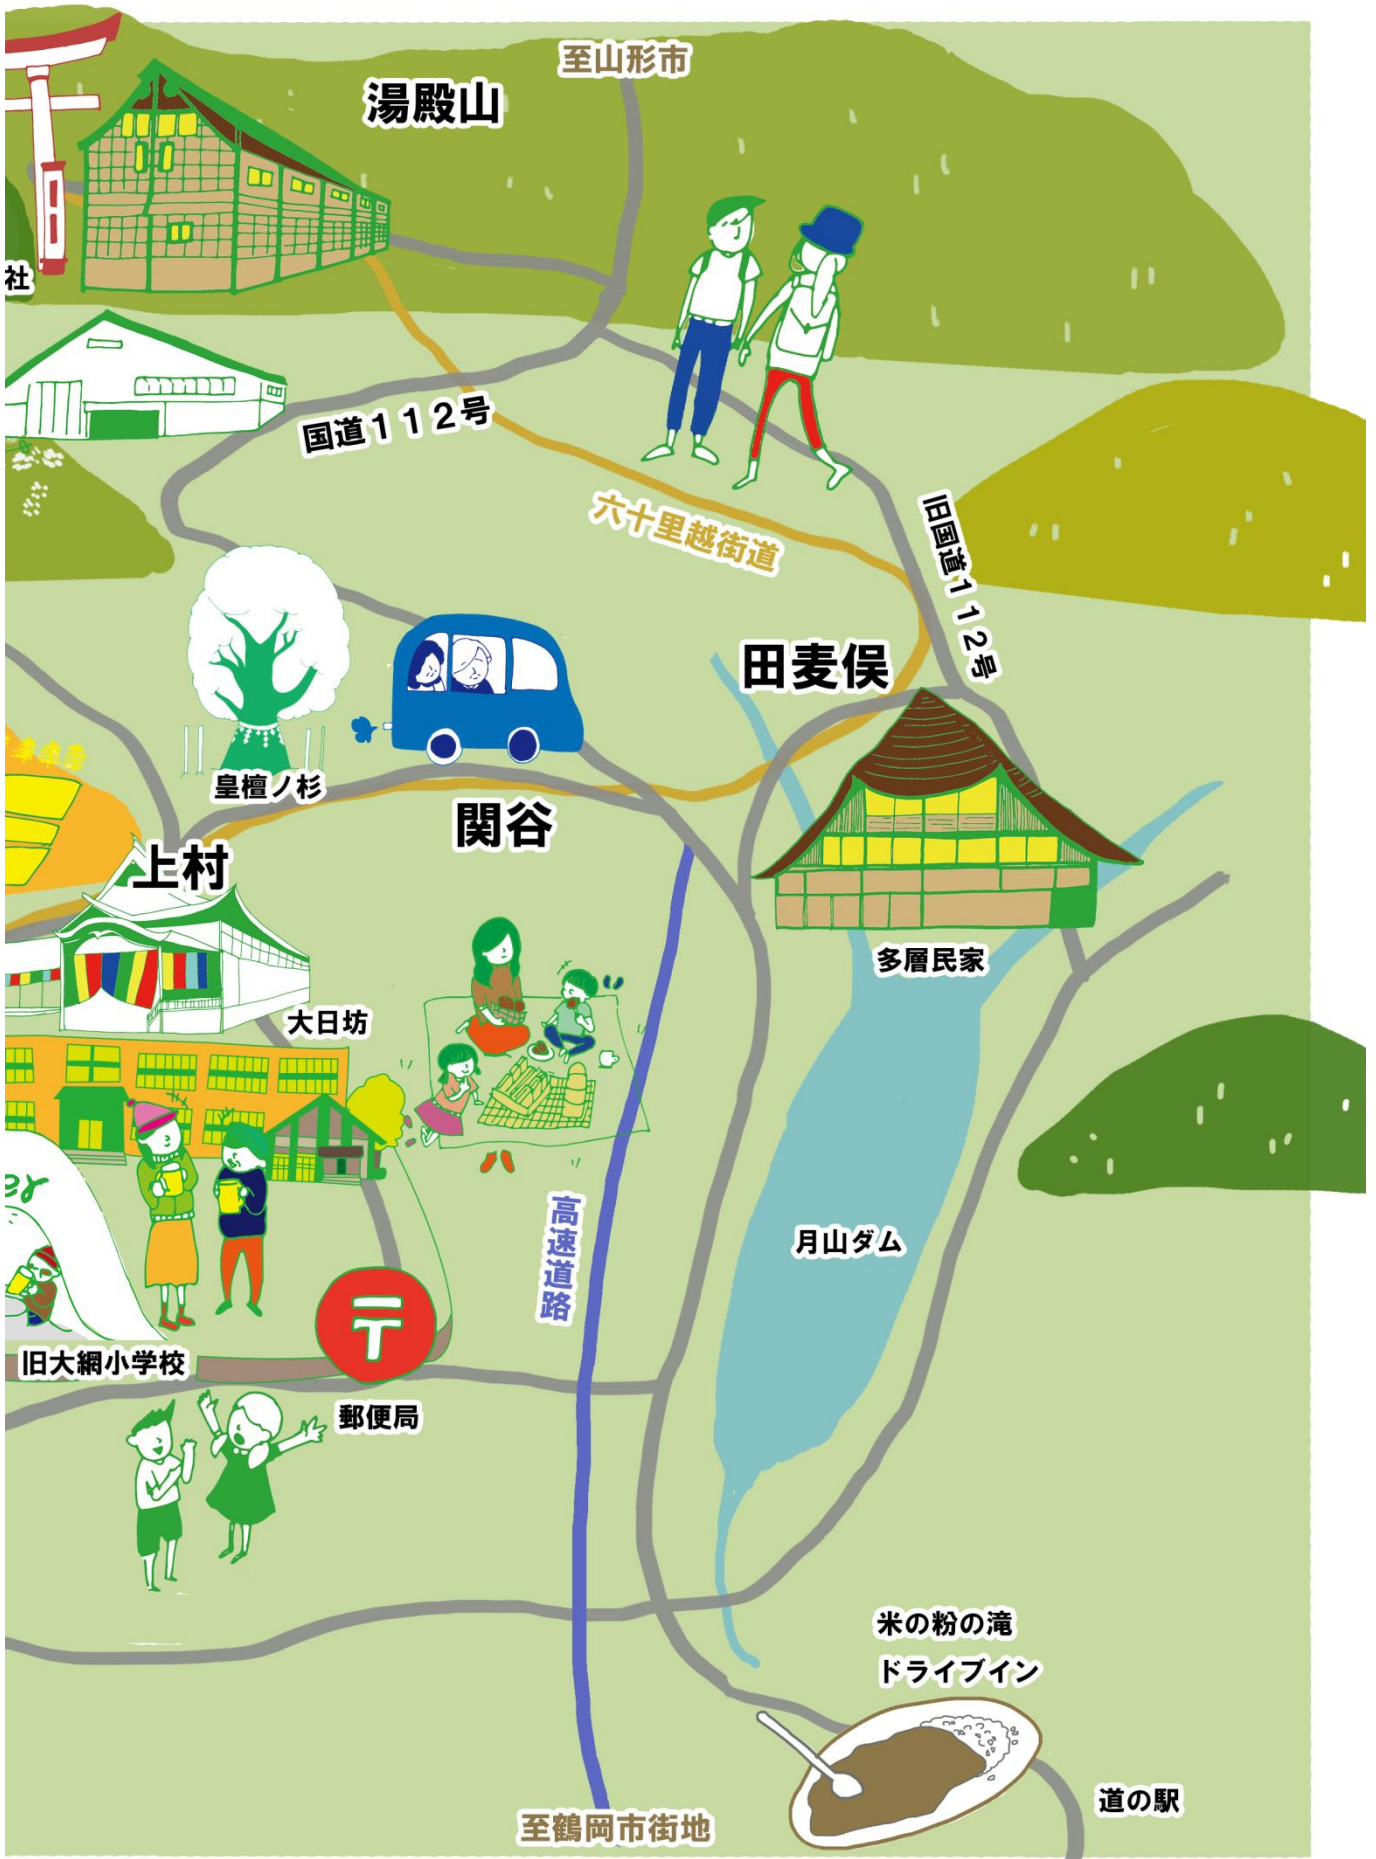 至山形市
湯殿山
社
国道112号
六十里越街道
旧国道112号
田麦俣
皇檀ノ杉
関谷
上村
多層民家
大日坊
高速道路
月山ダム
旧大網小学校
郵便局
米の粉の滝
ドライブイン
道の駅
至鶴岡市街地